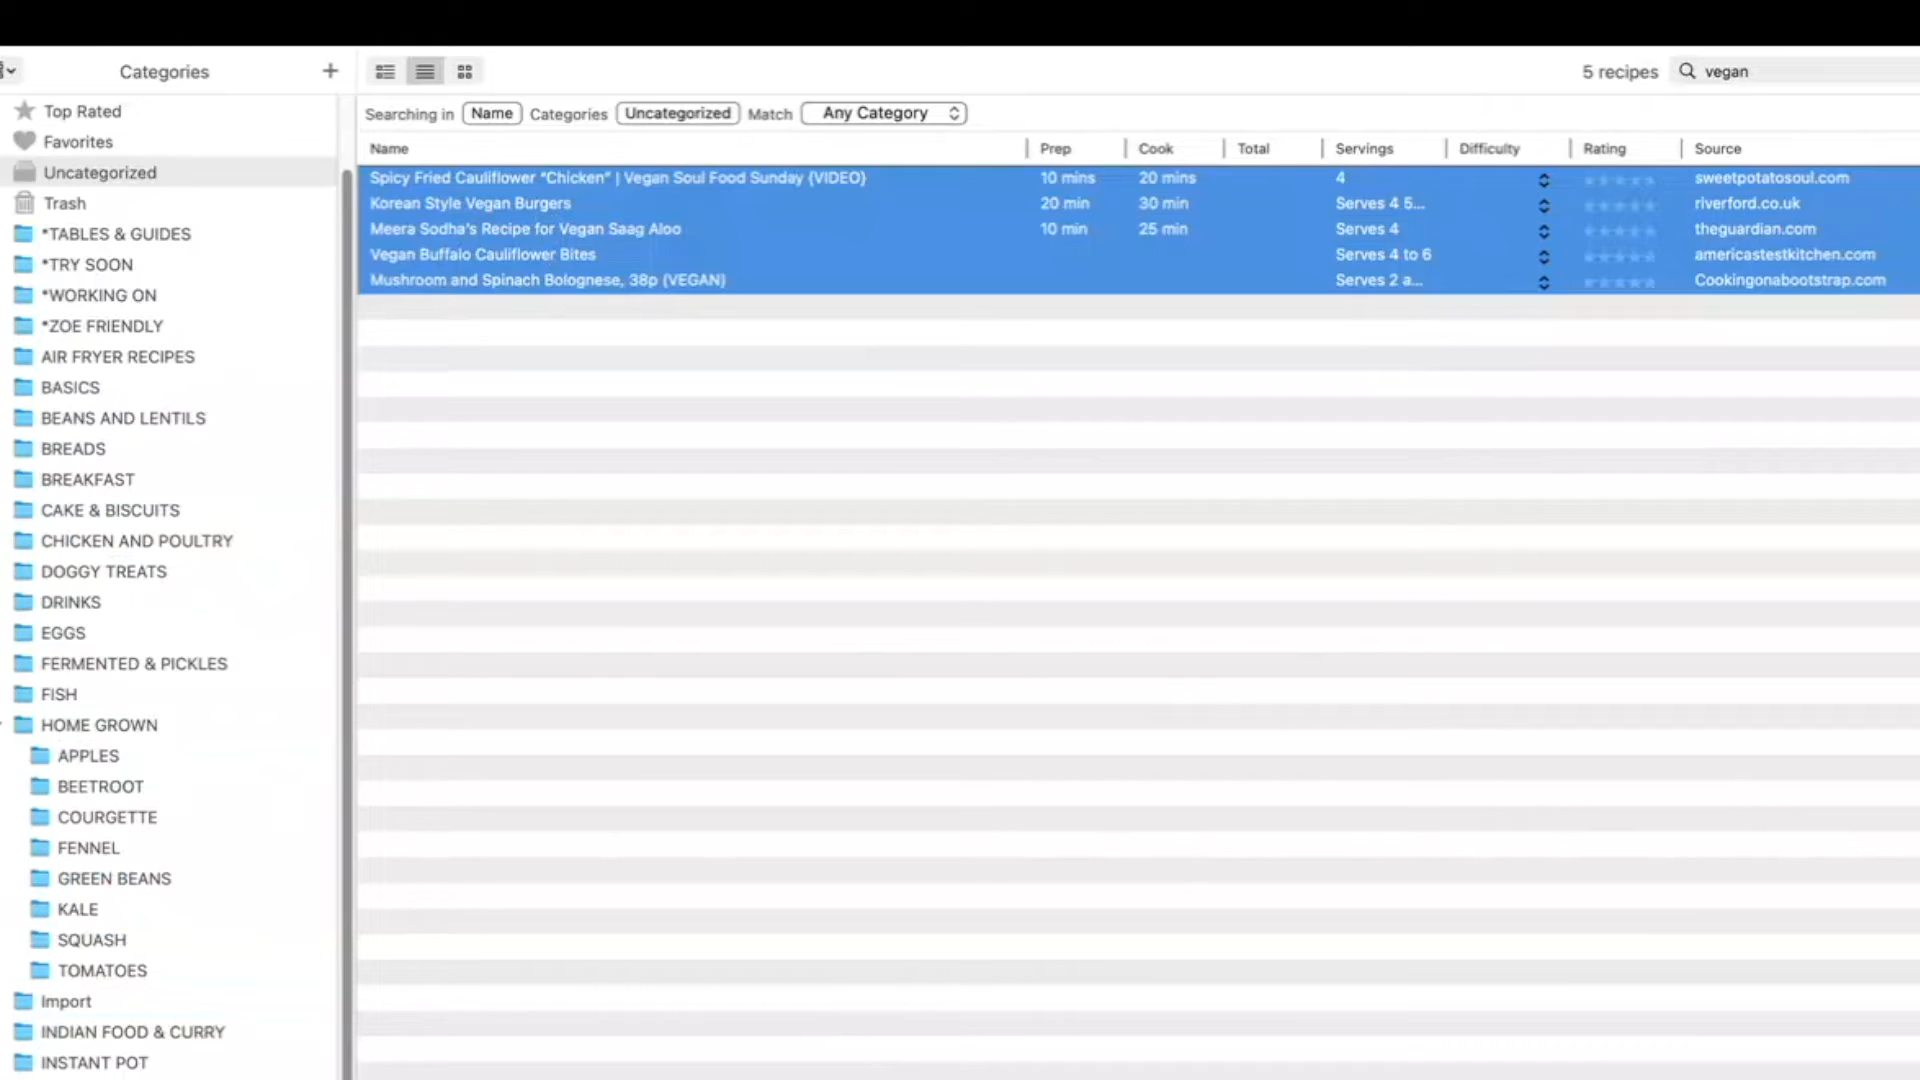 Categories
+
5 recipes
vegan
Top Rated
Favorites
Uncategorized
Trash
*TABLES & GUIDES
*TRY SOON
*WORKING ON
*ZOE FRIENDLY
AIR FRYER RECIPES
BASICS
BEANS AND LENTILS
BREADS
BREAKFAST
CAKE & BISCUITS
CHICKEN AND POULTRY
DOGGY TREATS
DRINKS
EGGS
FERMENTED & PICKLES
FISH
HOME GROWN
APPLES
BEETROOT
COURGETTE
FENNEL
GREEN BEANS
KALE
SQUASH
TOMATOES
Import
INDIAN FOOD & CURRY
INSTANT POT
Searching in Name Categories Uncategorized Match Any Category
Name Prep Cook Total Servings Difficulty Rating Source
Spicy Fried Cauliflower “Chicken” | Vegan Soul Food Sunday (VIDEO) 10 mins 20 mins 4 sweetpotatosoul.com
Korean Style Vegan Burgers 20 min 30 min Serves 4 5... riverford.co.uk
Meera Sodha's Recipe for Vegan Saag Aloo 10 min 25 min Serves 4 theguardian.com
Vegan Buffalo Cauliflower Bites Serves 4 to 6 americastestkitchen.com
Mushroom and Spinach Bolognese, 38p (VEGAN) Serves 2 a... Cookingonabootstrap.com